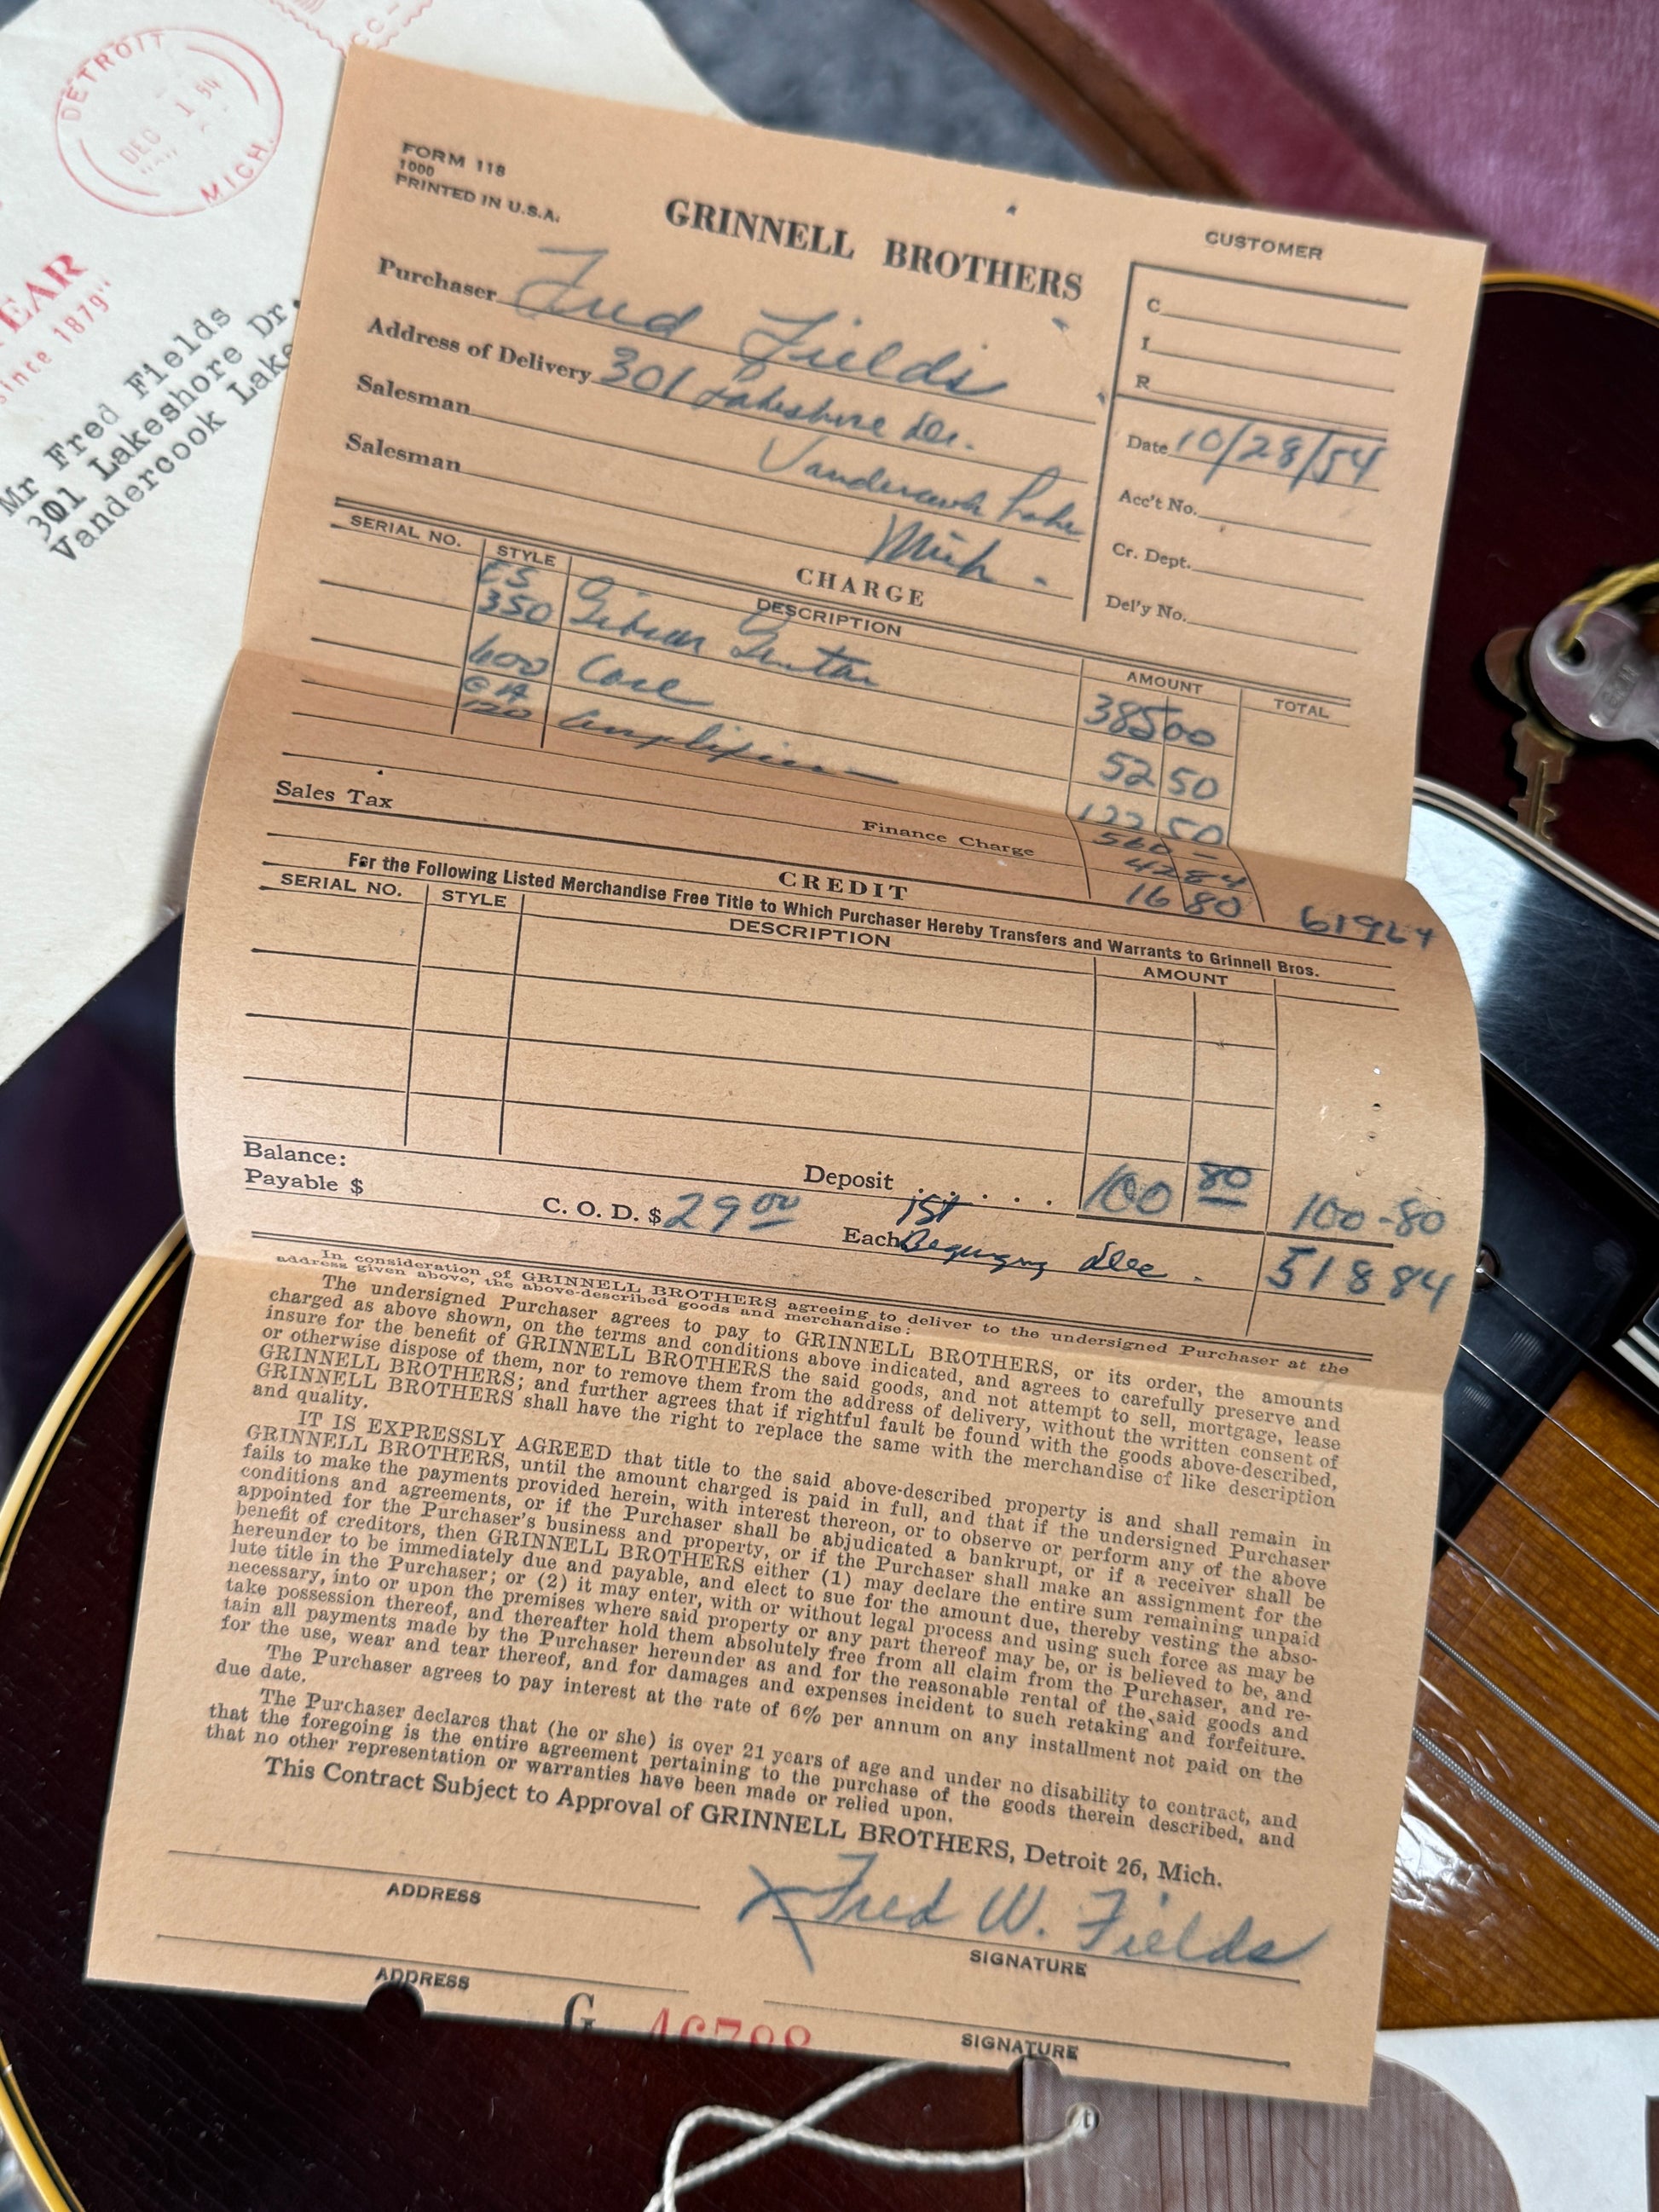 DETROIT
DEC 1 54
MICH.
EAR
since 1879"
Mr Fred Fields
301 Lakeshore Dr.
Vandercook Lake
FORM 118
1000
PRINTED IN U.S.A.
GRINNELL BROTHERS
CUSTOMER
C
I
R
Purchaser Fred Fields
Address of Delivery 301 Lakeshore Dr.
Salesman Vandercook Lake
Salesman Mich.
Date 10/28/54
Acc't No.
Cr. Dept.
Del'y No.
CHARGE
SERIAL NO. STYLE DESCRIPTION AMOUNT TOTAL
ES
350 Gibson Guitar 385 00
600 Case 52 50
GA
120 Amplifier 122 50
560 -
Sales Tax Finance Charge 42 84
16 80 619 64
CREDIT
For the Following Listed Merchandise Free Title to Which Purchaser Hereby Transfers and Warrants to Grinnell Bros.
SERIAL NO. STYLE DESCRIPTION AMOUNT
Balance: Deposit . . . . . 100 80 100-80
Payable $ C. O. D. $ 29 00 Each 1st
Dec. 518 84
In consideration of GRINNELL BROTHERS agreeing to deliver to the undersigned Purchaser at the
address given above, the above-described goods and merchandise:
The undersigned Purchaser agrees to pay to GRINNELL BROTHERS, or its order, the amounts
charged as above shown, on the terms and conditions above indicated, and agrees to carefully preserve and
insure for the benefit of GRINNELL BROTHERS the said goods, and not attempt to sell, mortgage, lease
or otherwise dispose of them, nor to remove them from the address of delivery, without the written consent of
GRINNELL BROTHERS; and further agrees that if rightful fault be found with the goods above-described,
GRINNELL BROTHERS shall have the right to replace the same with the merchandise of like description
and quality.
IT IS EXPRESSLY AGREED that title to the said above-described property is and shall remain in
GRINNELL BROTHERS, until the amount charged is paid in full, and that if the undersigned Purchaser
fails to make the payments provided herein, with interest thereon, or to observe or perform any of the above
conditions and agreements, or if the Purchaser shall be abjudicated a bankrupt, or if a receiver shall be
appointed for the Purchaser's business and property, or if the Purchaser shall make an assignment for the
benefit of creditors, then GRINNELL BROTHERS either (1) may declare the entire sum remaining unpaid
hereunder to be immediately due and payable, and elect to sue for the amount due, thereby vesting the abso-
lute title in the Purchaser; or (2) it may enter, with or without legal process and using such force as may be
necessary, into or upon the premises where said property or any part thereof may be, or is believed to be, and
take possession thereof, and thereafter hold them absolutely free from all claim from the Purchaser, and re-
tain all payments made by the Purchaser hereunder as and for the reasonable rental of the said goods and
for the use, wear and tear thereof, and for damages and expenses incident to such retaking and forfeiture.
The Purchaser agrees to pay interest at the rate of 6% per annum on any installment not paid on the
due date.
The Purchaser declares that (he or she) is over 21 years of age and under no disability to contract, and
that the foregoing is the entire agreement pertaining to the purchase of the goods therein described, and
that no other representation or warranties have been made or relied upon.
This Contract Subject to Approval of GRINNELL BROTHERS, Detroit 26, Mich.
X Fred W. Fields
ADDRESS SIGNATURE
ADDRESS SIGNATURE
G 46798